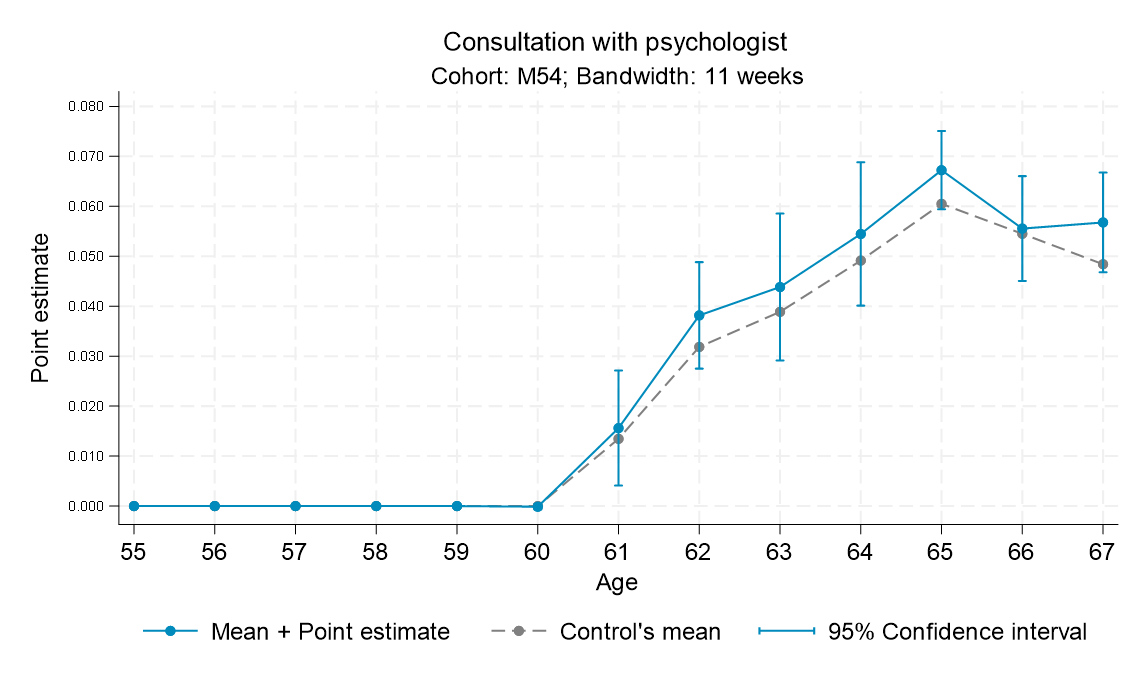 Consultation with psychologist
Cohort: M54; Bandwidth: 11 weeks
Point estimate
0.080
0.070
0.060
0.050
0.040
0.030
0.020
0.010
0.000
55 56 57 58 59 60 61 62 63 64 65 66 67
Age
Mean + Point estimate Control's mean 95% Confidence interval